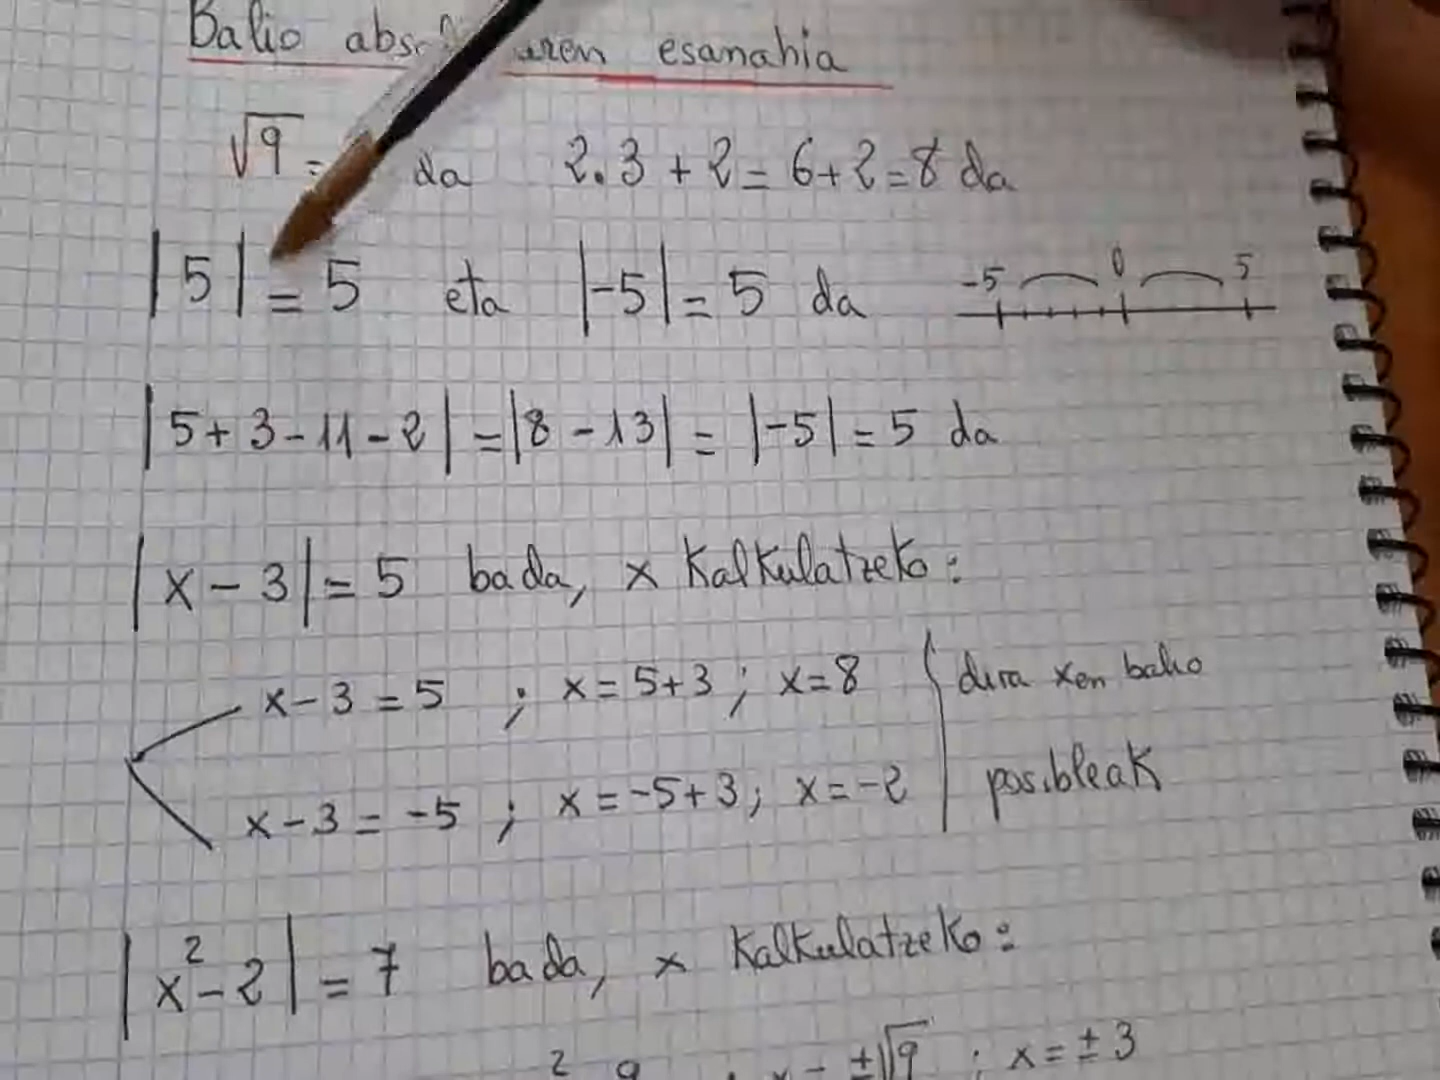 Balio esanahia
√9 = da 2.3 + 2 = 6+2 = 8 da
|5| = 5 eta |-5| = 5 da -5 0 5
|5+3-11-2| = |8-13| = |-5| = 5 da
|x-3| = 5 bada, x kalkulatzeko:
x-3 = 5 ; x = 5+3 ; x = 8 dira xen balio
x-3 = -5 ; x = -5+3 ; x = -2 posibleak
|x²-2| = 7 bada, x kalkulatzeko:
±√9 ; x = ±3